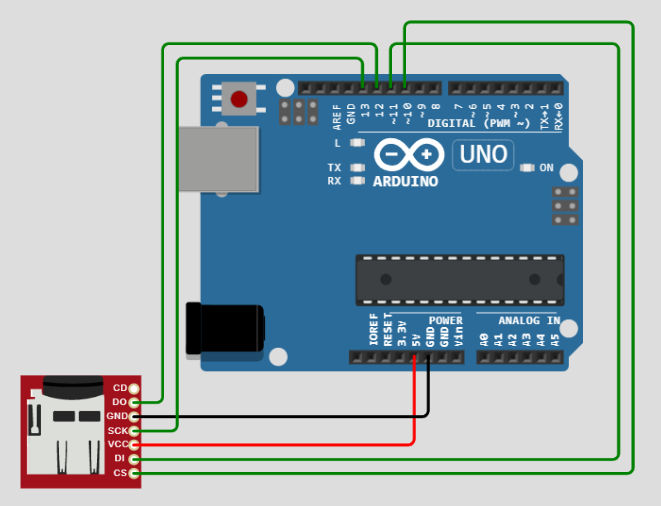 AREF
GND
13
12
~11
~10
~9
8
7
~6
~5
4
~3
2
TX→1
RX←0
DIGITAL (PWM ~)
L
TX
RX
UNO
ARDUINO
ON
POWER
ANALOG IN
IOREF
RESET
3.3V
5V
GND
GND
Vin
A0
A1
A2
A3
A4
A5
CD
DO
GND
SCK
VCC
DI
CS